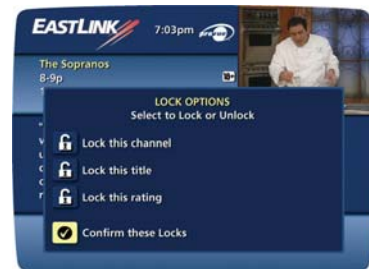 EASTLINK 7:03pm
The Sopranos
8-9p 18+
LOCK OPTIONS
Select to Lock or Unlock
Lock this channel
Lock this title
Lock this rating
Confirm these Locks